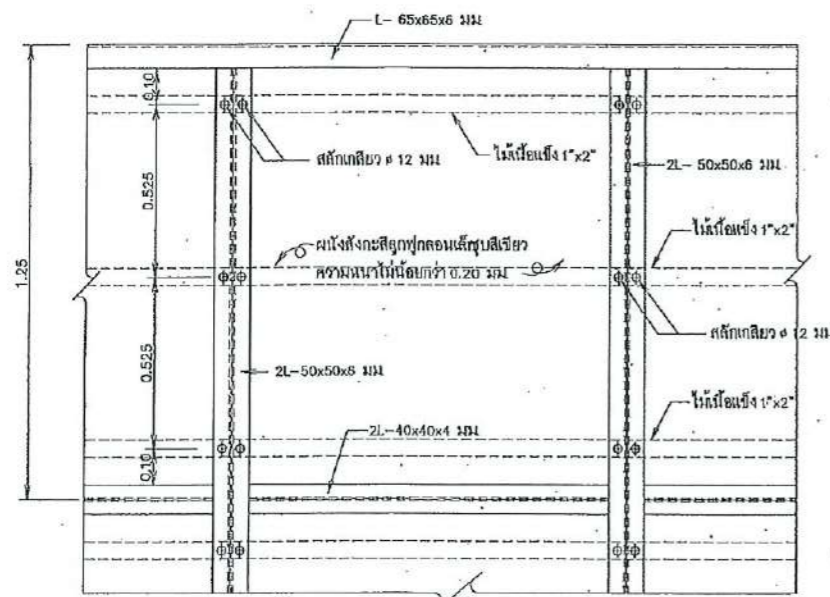 L- 65x65x6 มม
0.10
สลักเกลียว ø 12 มม
ไม้เนื้อแข็ง 1"x2"
2L- 50x50x6 มม
0.525
ผนังสังกะสีลูกฟูกลอนเล็กชุบสีเขียว
ความหนาไม่น้อยกว่า 0.20 มม
ไม้เนื้อแข็ง 1"x2"
1.25
สลักเกลียว ø 12 มม
0.525
2L-50x50x6 มม
ไม้เนื้อแข็ง 1"x2"
2L-40x40x4 มม
0.10